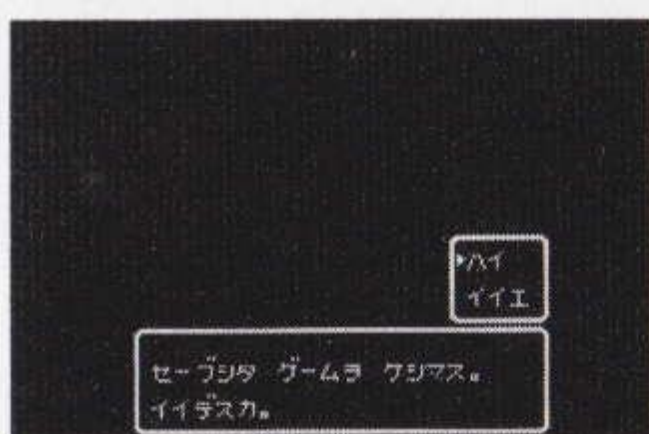 ▶ハイ
イイエ
セーブシタ ゲームヲ ケシマス。
イイデスカ。